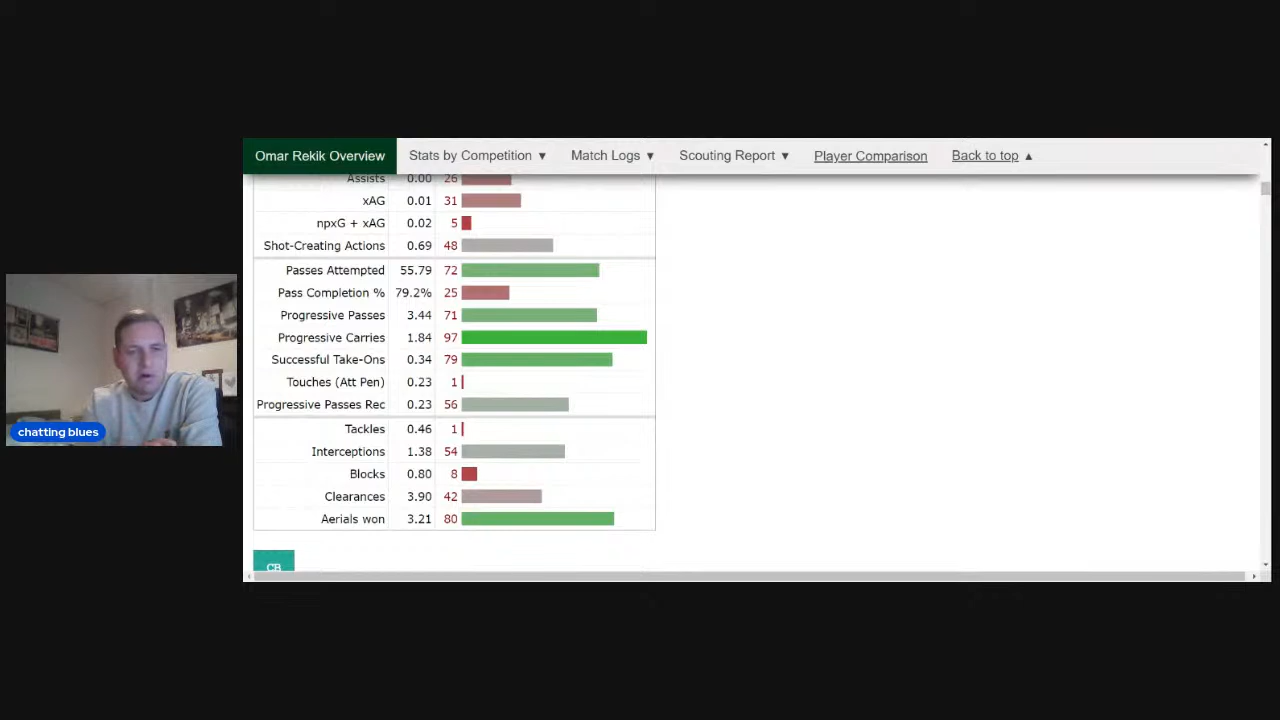 Omar Rekik Overview Stats by Competition ▼ Match Logs ▼ Scouting Report ▼ Player Comparison Back to top ▲
Assists 0.00 26
xAG 0.01 31
npxG + xAG 0.02 5
Shot-Creating Actions 0.69 48
Passes Attempted 55.79 72
Pass Completion % 79.2% 25
Progressive Passes 3.44 71
Progressive Carries 1.84 97
Successful Take-Ons 0.34 79
Touches (Att Pen) 0.23 1
Progressive Passes Rec 0.23 56
Tackles 0.46 1
Interceptions 1.38 54
Blocks 0.80 8
Clearances 3.90 42
Aerials won 3.21 80
CB
chatting blues